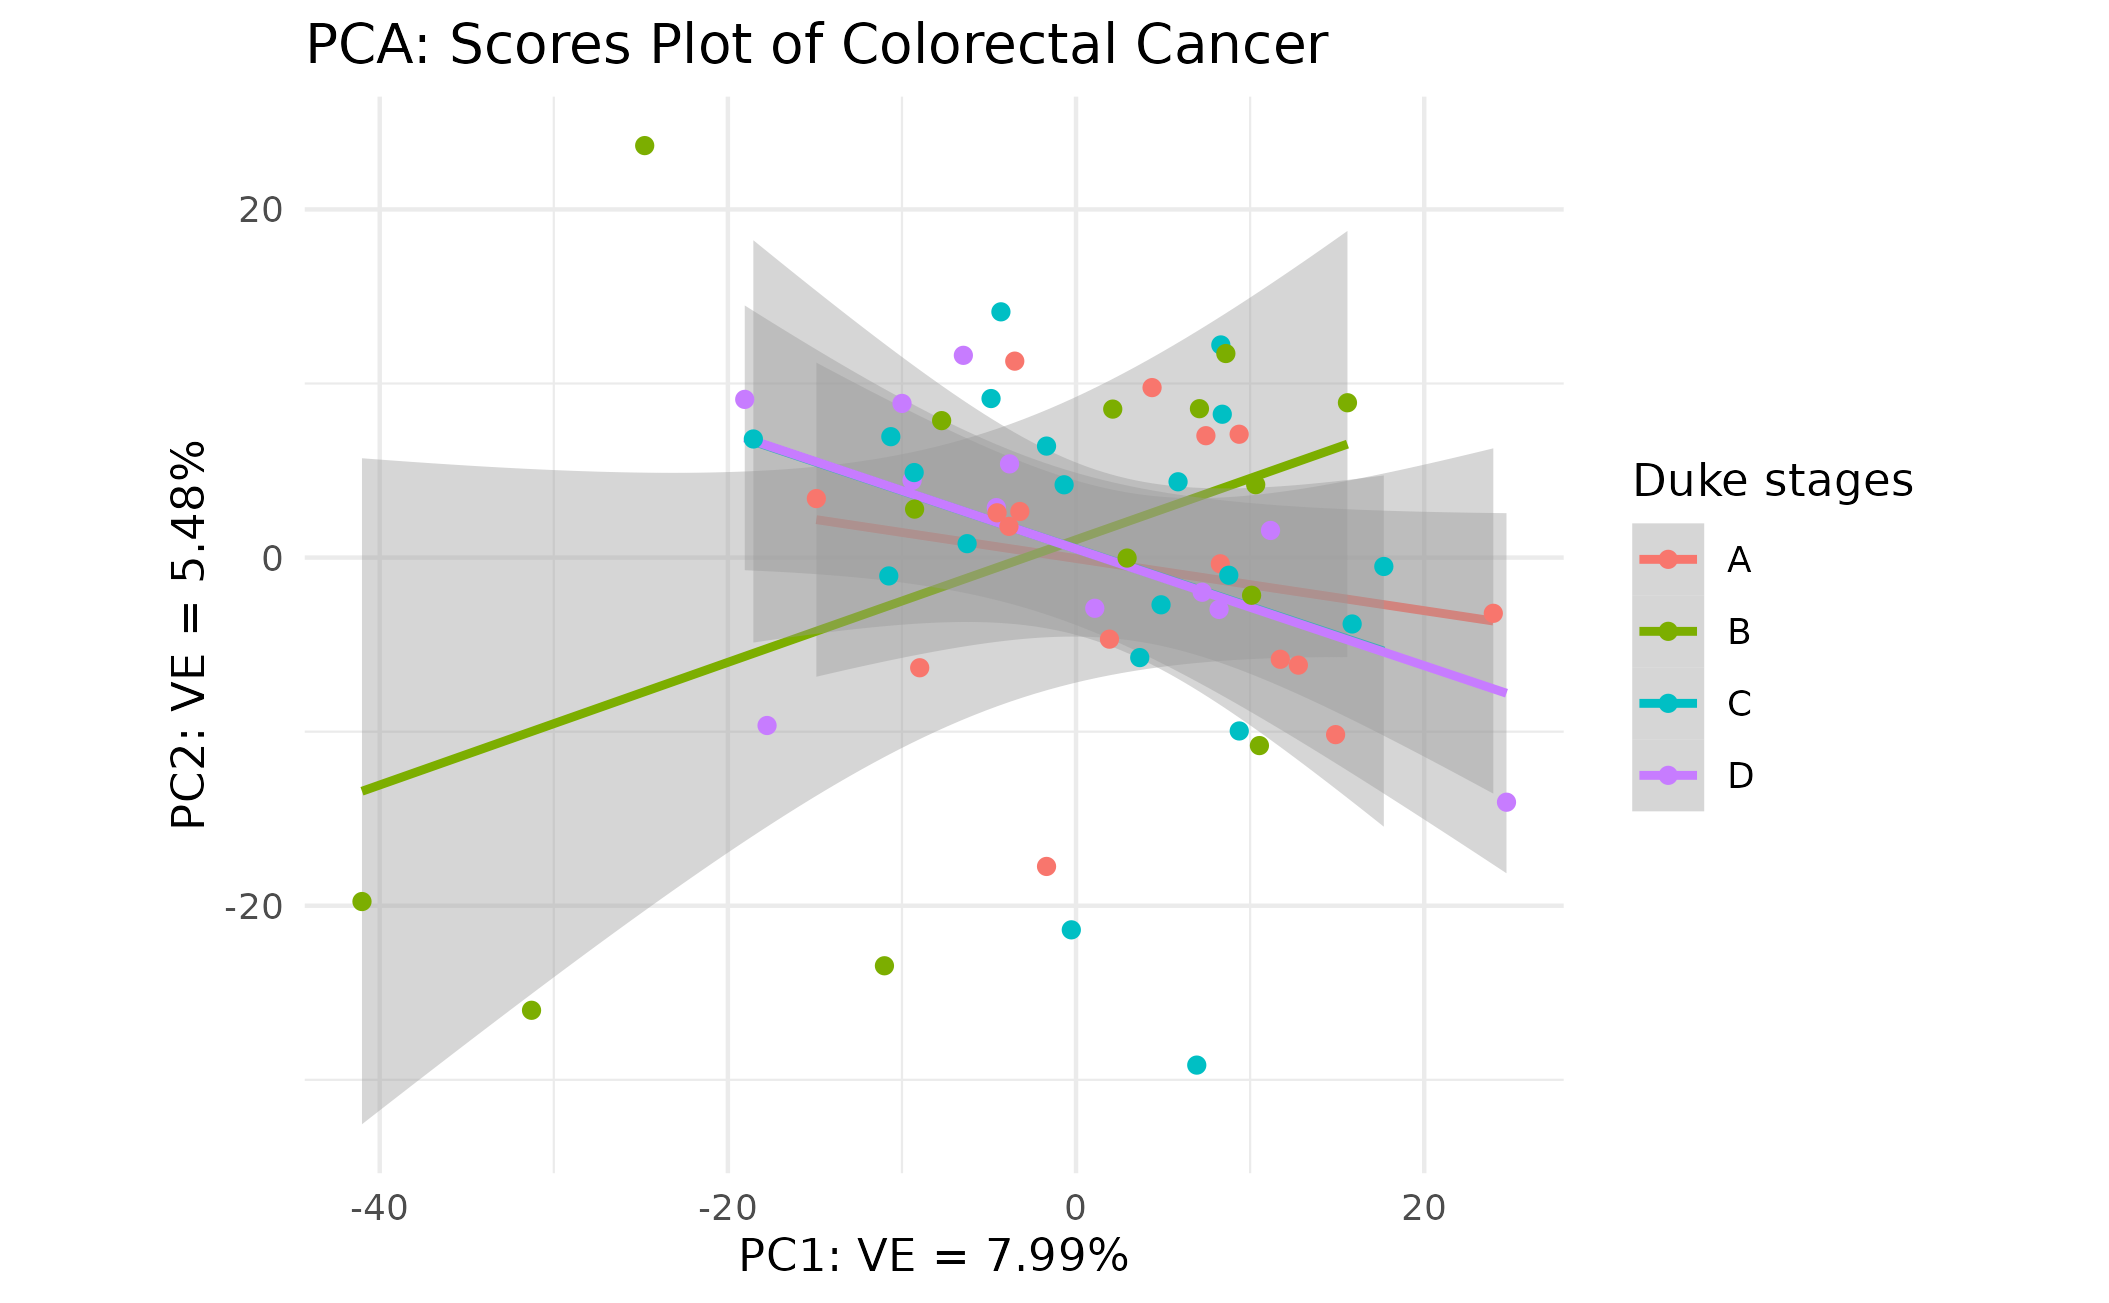 PCA: Scores Plot of Colorectal Cancer
20
0
-20
PC2: VE = 5.48%
-40
-20
0
20
PC1: VE = 7.99%
Duke stages
A
B
C
D